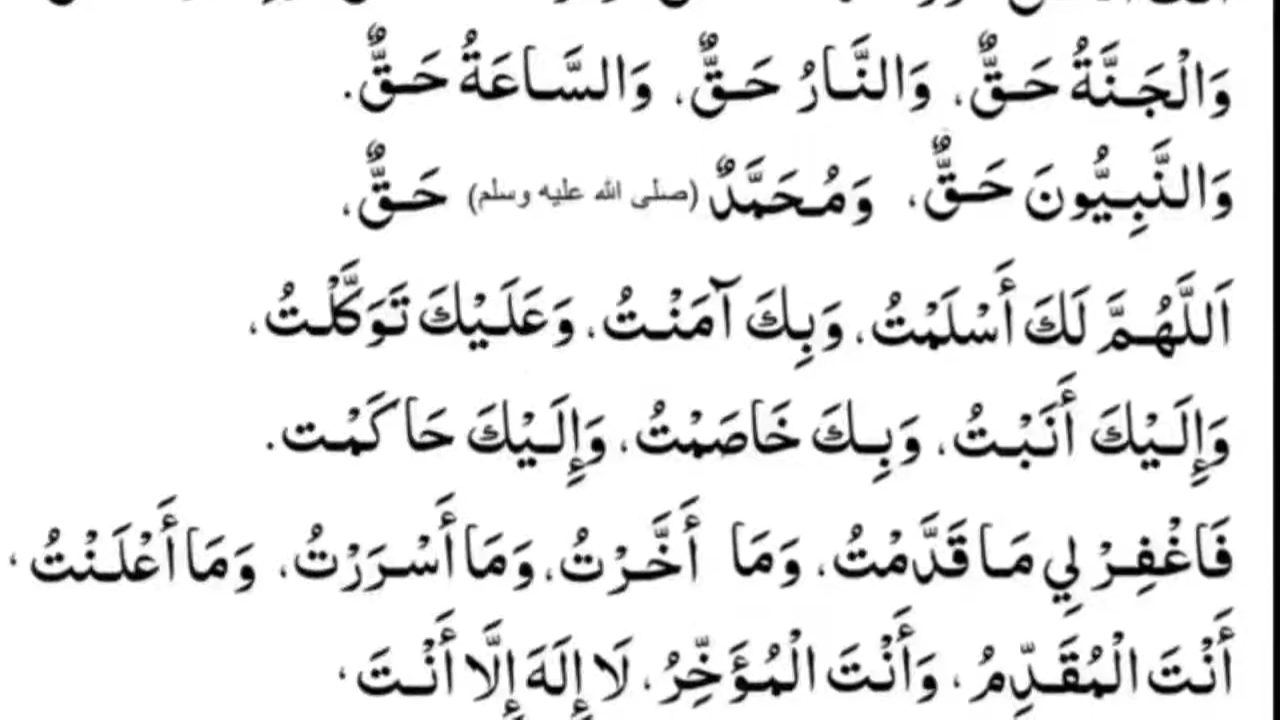 وَالْجَنَّةُ حَقٌّ، وَالنَّارُ حَقٌّ، وَالسَّاعَةُ حَقٌّ.
وَالنَّبِيُّونَ حَقٌّ، وَمُحَمَّدٌ (صلى الله عليه وسلم) حَقٌّ،
اَللَّهُمَّ لَكَ أَسْلَمْتُ، وَبِكَ آمَنْتُ، وَعَلَيْكَ تَوَكَّلْتُ،
وَإِلَيْكَ أَنَبْتُ، وَبِكَ خَاصَمْتُ، وَإِلَيْكَ حَاكَمْت.
فَاغْفِرْ لِي مَا قَدَّمْتُ، وَمَا أَخَّرْتُ، وَمَا أَسْرَرْتُ، وَمَا أَعْلَنْتُ،
أَنْتَ الْمُقَدِّمُ، وَأَنْتَ الْمُؤَخِّرُ، لَا إِلَهَ إِلَّا أَنْتَ،